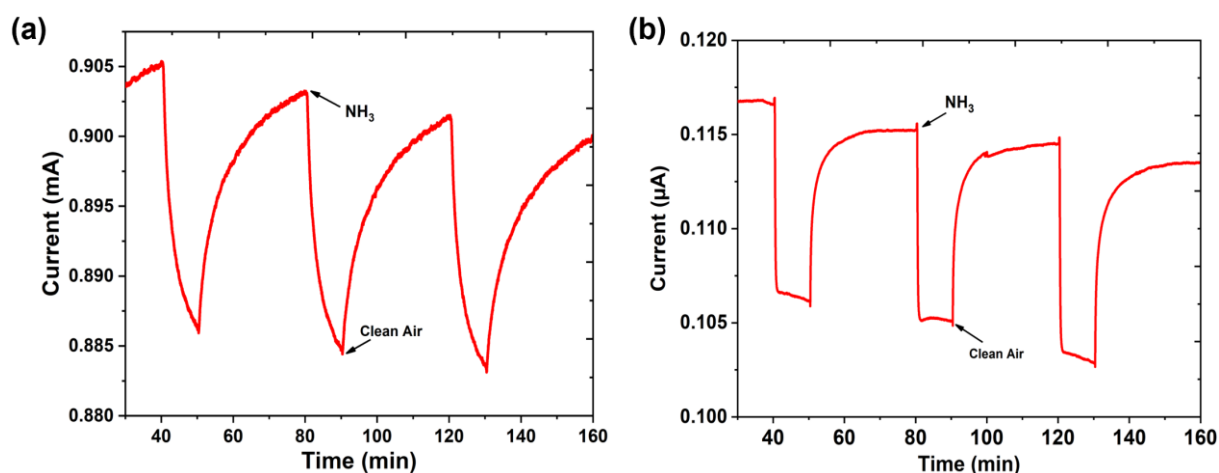 (a)
Current (mA)
0.905
0.900
0.895
0.890
0.885
0.880
NH3
Clean Air
40 60 80 100 120 140 160
Time (min)
(b)
Current (µA)
0.120
0.115
0.110
0.105
0.100
NH3
Clean Air
40 60 80 100 120 140 160
Time (min)